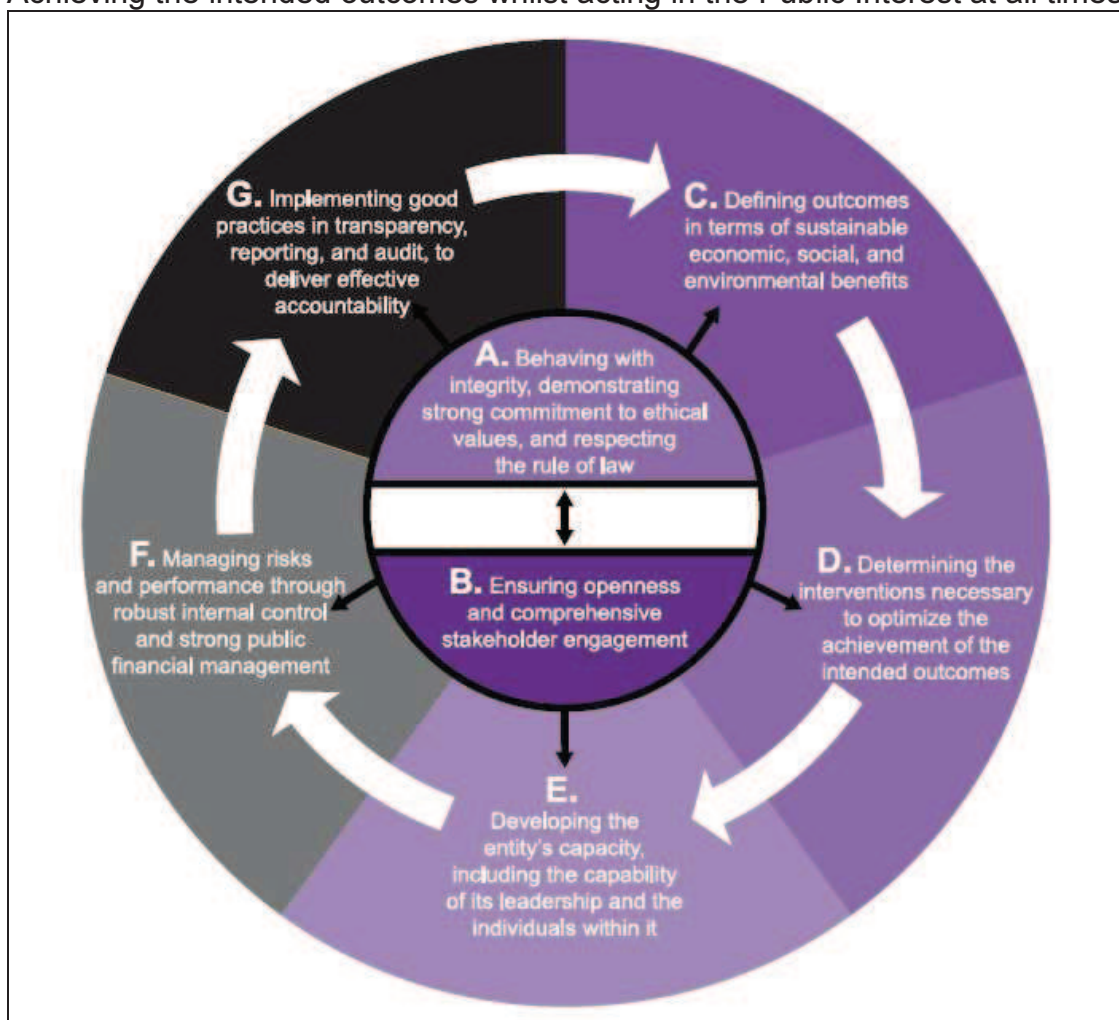 Achieving the intended outcomes whilst acting in the Public Interest at all times
G. Implementing good
practices in transparency,
reporting, and audit, to
deliver effective
accountability
C. Defining outcomes
in terms of sustainable
economic, social, and
environmental benefits
A. Behaving with
integrity, demonstrating
strong commitment to ethical
values, and respecting
the rule of law
F. Managing risks
and performance through
robust internal control
and strong public
financial management
B. Ensuring openness
and comprehensive
stakeholder engagement
D. Determining the
interventions necessary
to optimize the
achievement of the
intended outcomes
E.
Developing the
entity's capacity,
including the capability
of its leadership and the
individuals within it